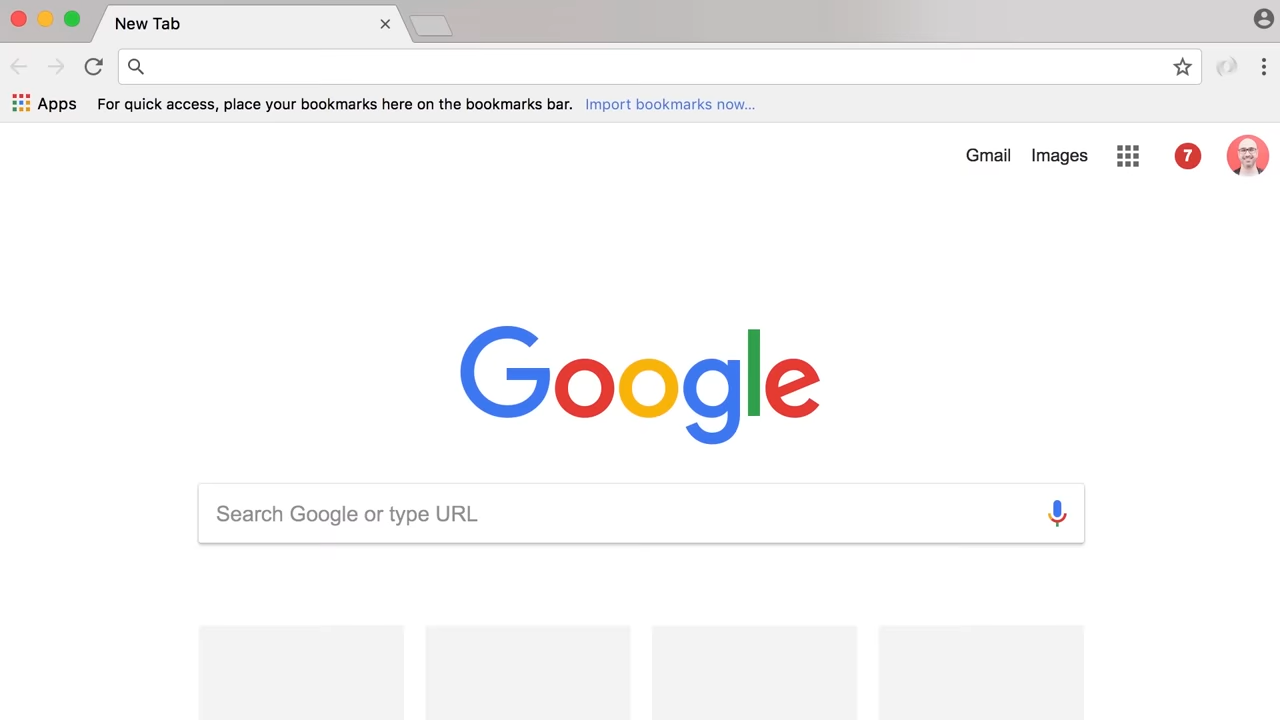 New Tab
Apps For quick access, place your bookmarks here on the bookmarks bar. Import bookmarks now...
Gmail Images 7
Google
Search Google or type URL